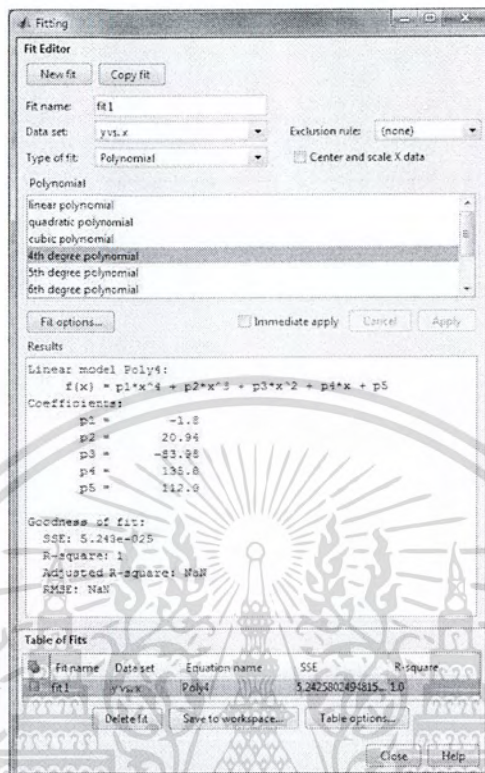 Fitting
Fit Editor
New fit Copy fit
Fit name: fit1
Data set: y vs. x Exclusion rule: (none)
Type of fit: Polynomial Center and scale X data
Polynomial
linear polynomial
quadratic polynomial
cubic polynomial
4th degree polynomial
5th degree polynomial
6th degree polynomial
Fit options... Immediate apply Cancel Apply
Results
Linear model Poly4:
f(x) = p1*x^4 + p2*x^3 + p3*x^2 + p4*x + p5
Coefficients:
p1 = -1.8
p2 = 20.94
p3 = -83.98
p4 = 135.8
p5 = 112.9
Goodness of fit:
SSE: 5.243e-025
R-square: 1
Adjusted R-square: NaN
RMSE: NaN
Table of Fits
Fit name Data set Equation name SSE R-square
fit1 y vs. x Poly4 5.2425802494815... 1.0
Delete fit Save to workspace... Table options...
Close Help